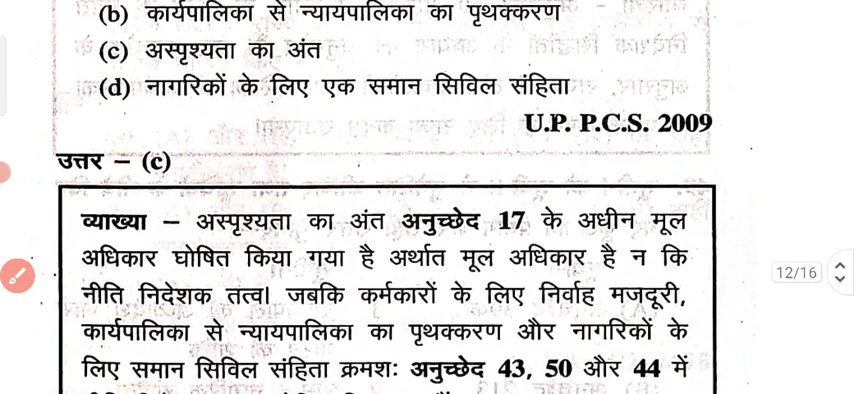 (b) कार्यपालिका से न्यायपालिका का पृथक्करण
(c) अस्पृश्यता का अंत
(d) नागरिकों के लिए एक समान सिविल संहिता
U.P. P.C.S. 2009
उत्तर – (c)
व्याख्या – अस्पृश्यता का अंत अनुच्छेद 17 के अधीन मूल
अधिकार घोषित किया गया है अर्थात मूल अधिकार है न कि
नीति निदेशक तत्व। जबकि कर्मकारों के लिए निर्वाह मजदूरी,
कार्यपालिका से न्यायपालिका का पृथक्करण और नागरिकों के
लिए समान सिविल संहिता क्रमशः अनुच्छेद 43, 50 और 44 में
12/16